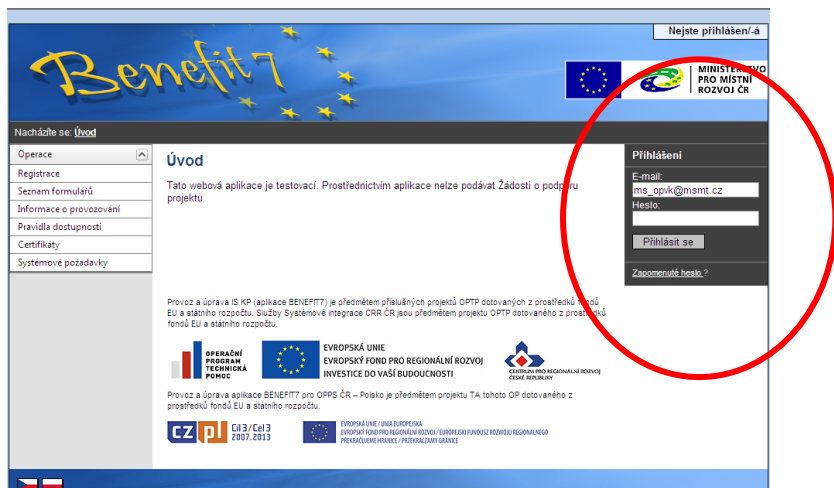 Nejste přihlášen/-á
Benefit7
MINISTERSTVO
PRO MÍSTNÍ
ROZVOJ ČR
Nacházíte se: Úvod
Operace
Registrace
Seznam formulářů
Informace o provozování
Pravidla dostupnosti
Certifikáty
Systémové požadavky
Úvod
Tato webová aplikace je testovací. Prostřednictvím aplikace nelze podávat Žádosti o podporu
projektu.
Přihlášení
E-mail:
ms_opvk@msmt.cz
Heslo:
Přihlásit se
Zapomenuté heslo ?
Provoz a úprava IS KP (aplikace BENEFIT7) je předmětem příslušných projektů OPTP dotovaných z prostředků fondů
EU a státního rozpočtu. Služby Systémové integrace CRR ČR jsou předmětem projektu OPTP dotovaného z prostředků
fondů EU a státního rozpočtu.
OPERAČNÍ
PROGRAM
TECHNICKÁ
POMOC
EVROPSKÁ UNIE
EVROPSKÝ FOND PRO REGIONÁLNÍ ROZVOJ
INVESTICE DO VAŠÍ BUDOUCNOSTI
CENTRUM PRO REGIONÁLNÍ ROZVOJ
ČESKÉ REPUBLIKY
Provoz a úprava aplikace BENEFIT7 pro OPPS ČR – Polsko je předmětem projektu TA tohoto OP dotovaného z
prostředků fondů EU a státního rozpočtu.
CZ pl
Cíl 3 / Cel 3
2007.2013
EVROPSKÁ UNIE / UNIA EUROPEJSKA
EVROPSKÝ FOND PRO REGIONÁLNÍ ROZVOJ / EUROPEJSKI FUNDUSZ ROZWOJU REGIONALNEGO
PŘEKRAČUJEME HRANICE / PRZEKRACZAMY GRANICE